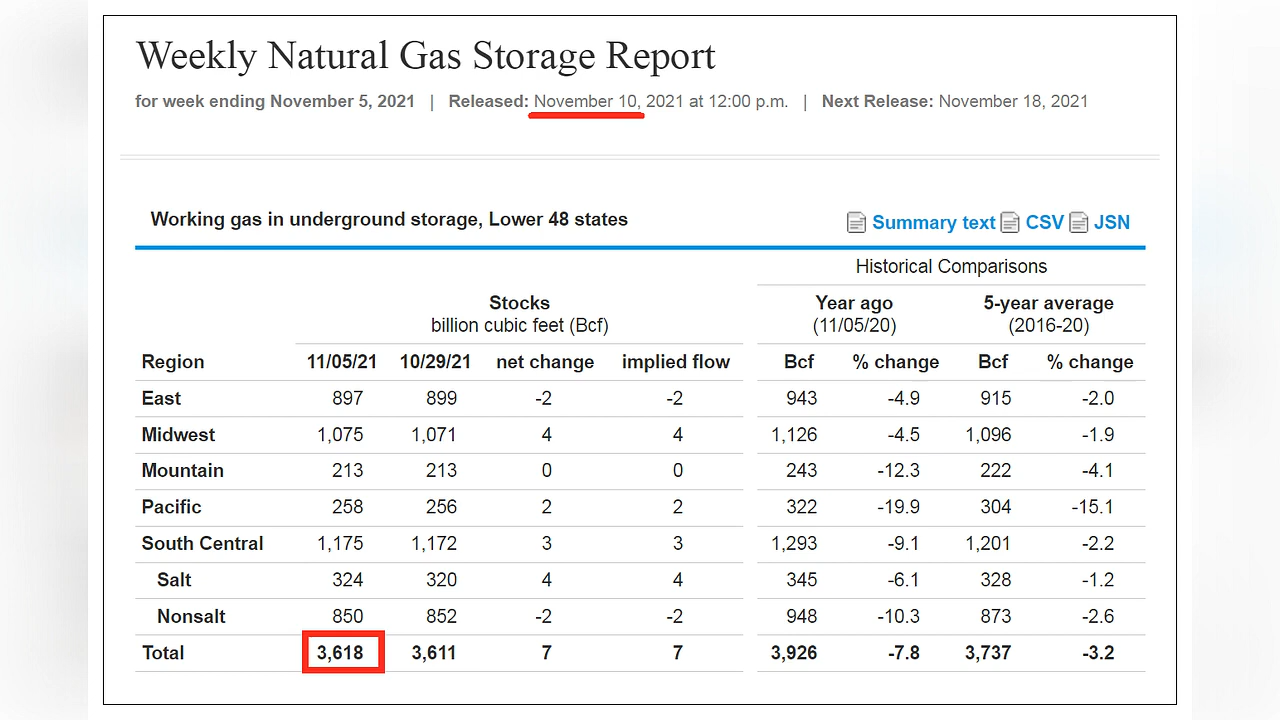 Weekly Natural Gas Storage Report
for week ending November 5, 2021 | Released: November 10, 2021 at 12:00 p.m. | Next Release: November 18, 2021
Working gas in underground storage, Lower 48 states Summary text CSV JSN
Historical Comparisons
Stocks Year ago 5-year average
billion cubic feet (Bcf) (11/05/20) (2016-20)
Region 11/05/21 10/29/21 net change implied flow Bcf % change Bcf % change
East 897 899 -2 -2 943 -4.9 915 -2.0
Midwest 1,075 1,071 4 4 1,126 -4.5 1,096 -1.9
Mountain 213 213 0 0 243 -12.3 222 -4.1
Pacific 258 256 2 2 322 -19.9 304 -15.1
South Central 1,175 1,172 3 3 1,293 -9.1 1,201 -2.2
Salt 324 320 4 4 345 -6.1 328 -1.2
Nonsalt 850 852 -2 -2 948 -10.3 873 -2.6
Total 3,618 3,611 7 7 3,926 -7.8 3,737 -3.2